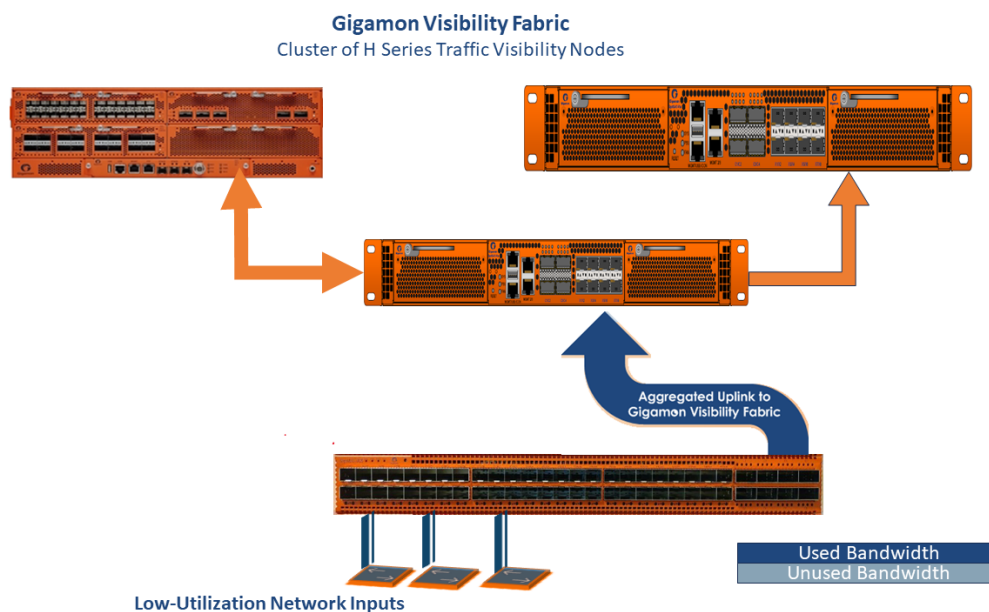 Gigamon Visibility Fabric
Cluster of H Series Traffic Visibility Nodes
Aggregated Uplink to
Gigamon Visibility Fabric
Used Bandwidth
Unused Bandwidth
Low-Utilization Network Inputs